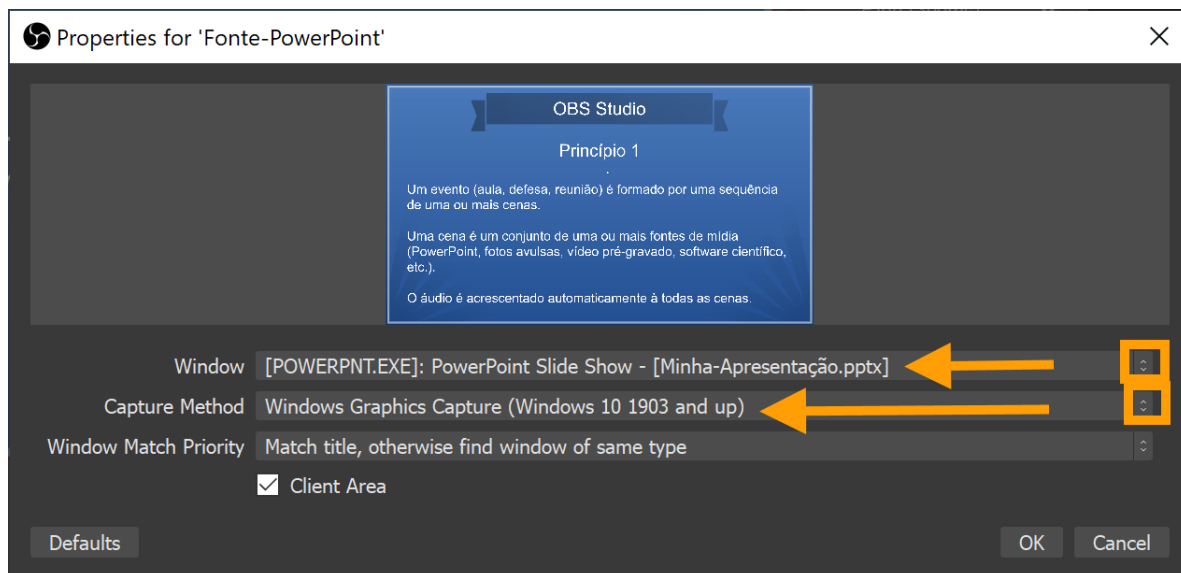 Properties for 'Fonte-PowerPoint'
OBS Studio
Princípio 1
.
Um evento (aula, defesa, reunião) é formado por uma sequência
de uma ou mais cenas.
Uma cena é um conjunto de uma ou mais fontes de mídia
(PowerPoint, fotos avulsas, vídeo pré-gravado, software científico,
etc.).
O áudio é acrescentado automaticamente à todas as cenas.
Window [POWERPNT.EXE]: PowerPoint Slide Show - [Minha-Apresentação.pptx]
Capture Method Windows Graphics Capture (Windows 10 1903 and up)
Window Match Priority Match title, otherwise find window of same type
Client Area
Defaults OK Cancel